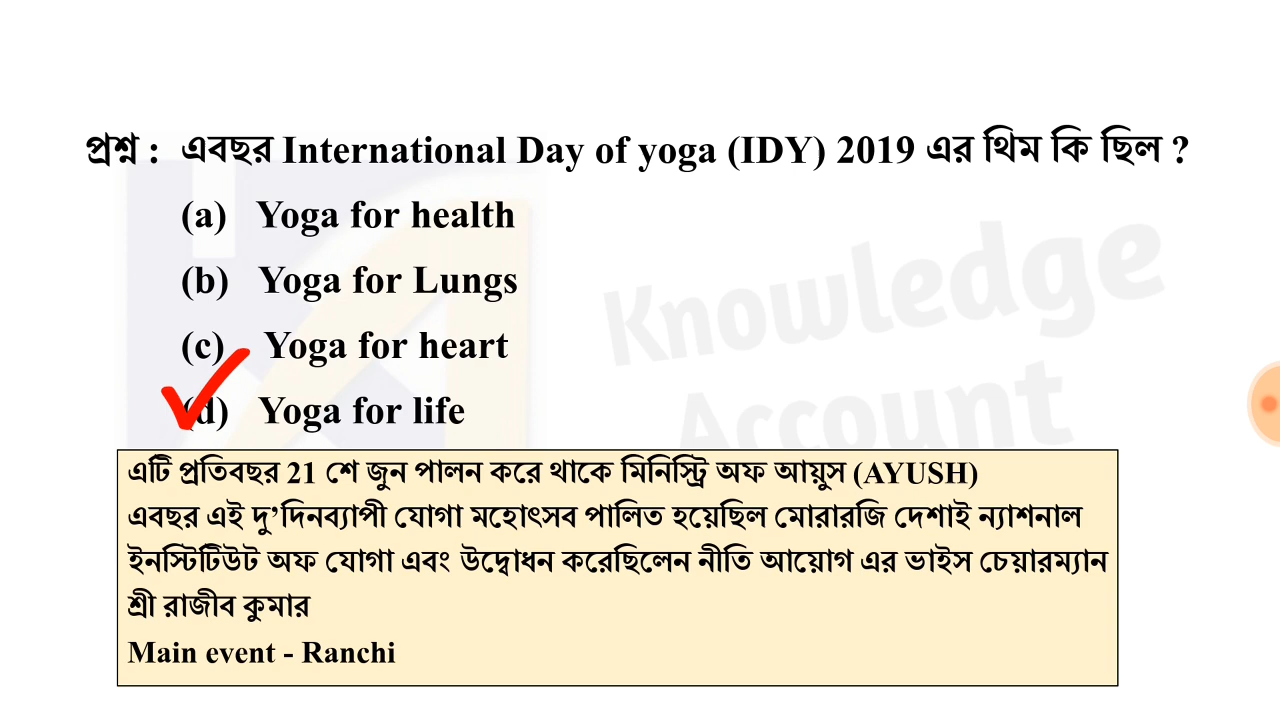 প্রশ্ন : এবছর International Day of yoga (IDY) 2019 এর থিম কি ছিল ?
(a) Yoga for health
(b) Yoga for Lungs
(c) Yoga for heart
(d) Yoga for life
Knowledge
Account
এটি প্রতিবছর 21 শে জুন পালন করে থাকে মিনিস্ট্রি অফ আয়ুস (AYUSH)
এবছর এই দু’দিনব্যাপী যোগা মহোৎসব পালিত হয়েছিল মোরারজি দেশাই ন্যাশনাল
ইনস্টিটিউট অফ যোগা এবং উদ্বোধন করেছিলেন নীতি আয়োগ এর ভাইস চেয়ারম্যান
শ্রী রাজীব কুমার
Main event - Ranchi